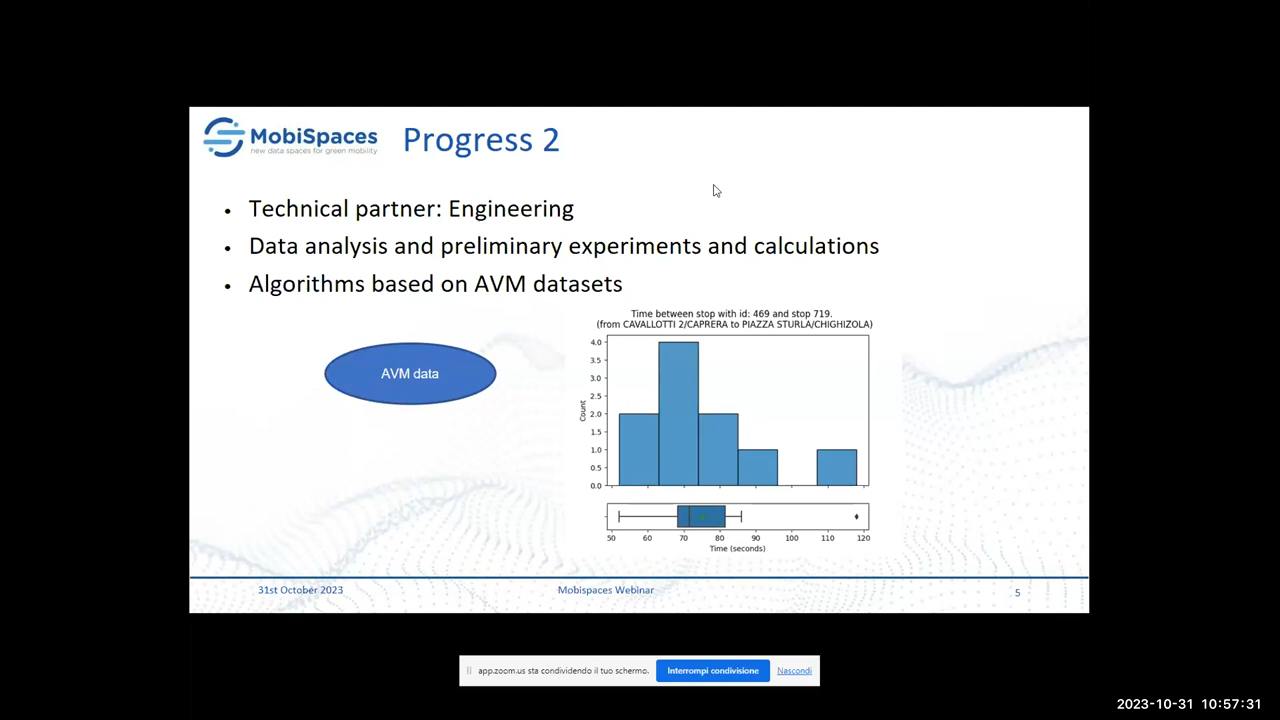 MobiSpaces
new data spaces for green mobility
Progress 2
• Technical partner: Engineering
• Data analysis and preliminary experiments and calculations
• Algorithms based on AVM datasets
AVM data
Time between stop with id: 469 and stop 719.
(from CAVALLOTTI 2/CAPRERA to PIAZZA STURLA/CHIGHIZOLA)
4.0
3.5
3.0
2.5
2.0
1.5
1.0
0.5
0.0
Count
50 60 70 80 90 100 110 120
Time (seconds)
31st October 2023 Mobispaces Webinar 5
app.zoom.us sta condividendo il tuo schermo. Interrompi condivisione Nascondi
2023-10-31 10:57:31